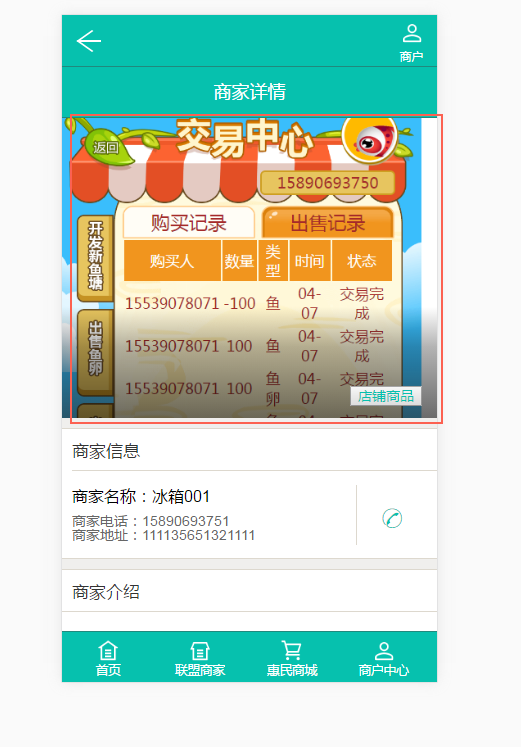 商户
商家详情
返回
交易中心
15890693750
购买记录 出售记录
开发新鱼塘
出售鱼卵
购买人 数量 类型 时间 状态
15539078071 -100 鱼 04-07 交易完成
15539078071 100 鱼 04-07 交易完成
15539078071 100 鱼卵 04-07 交易完成
店铺商品
商家信息
商家名称：冰箱001
商家电话：15890693751
商家地址：111135651321111
商家介绍
首页 联盟商家 惠民商城 商户中心